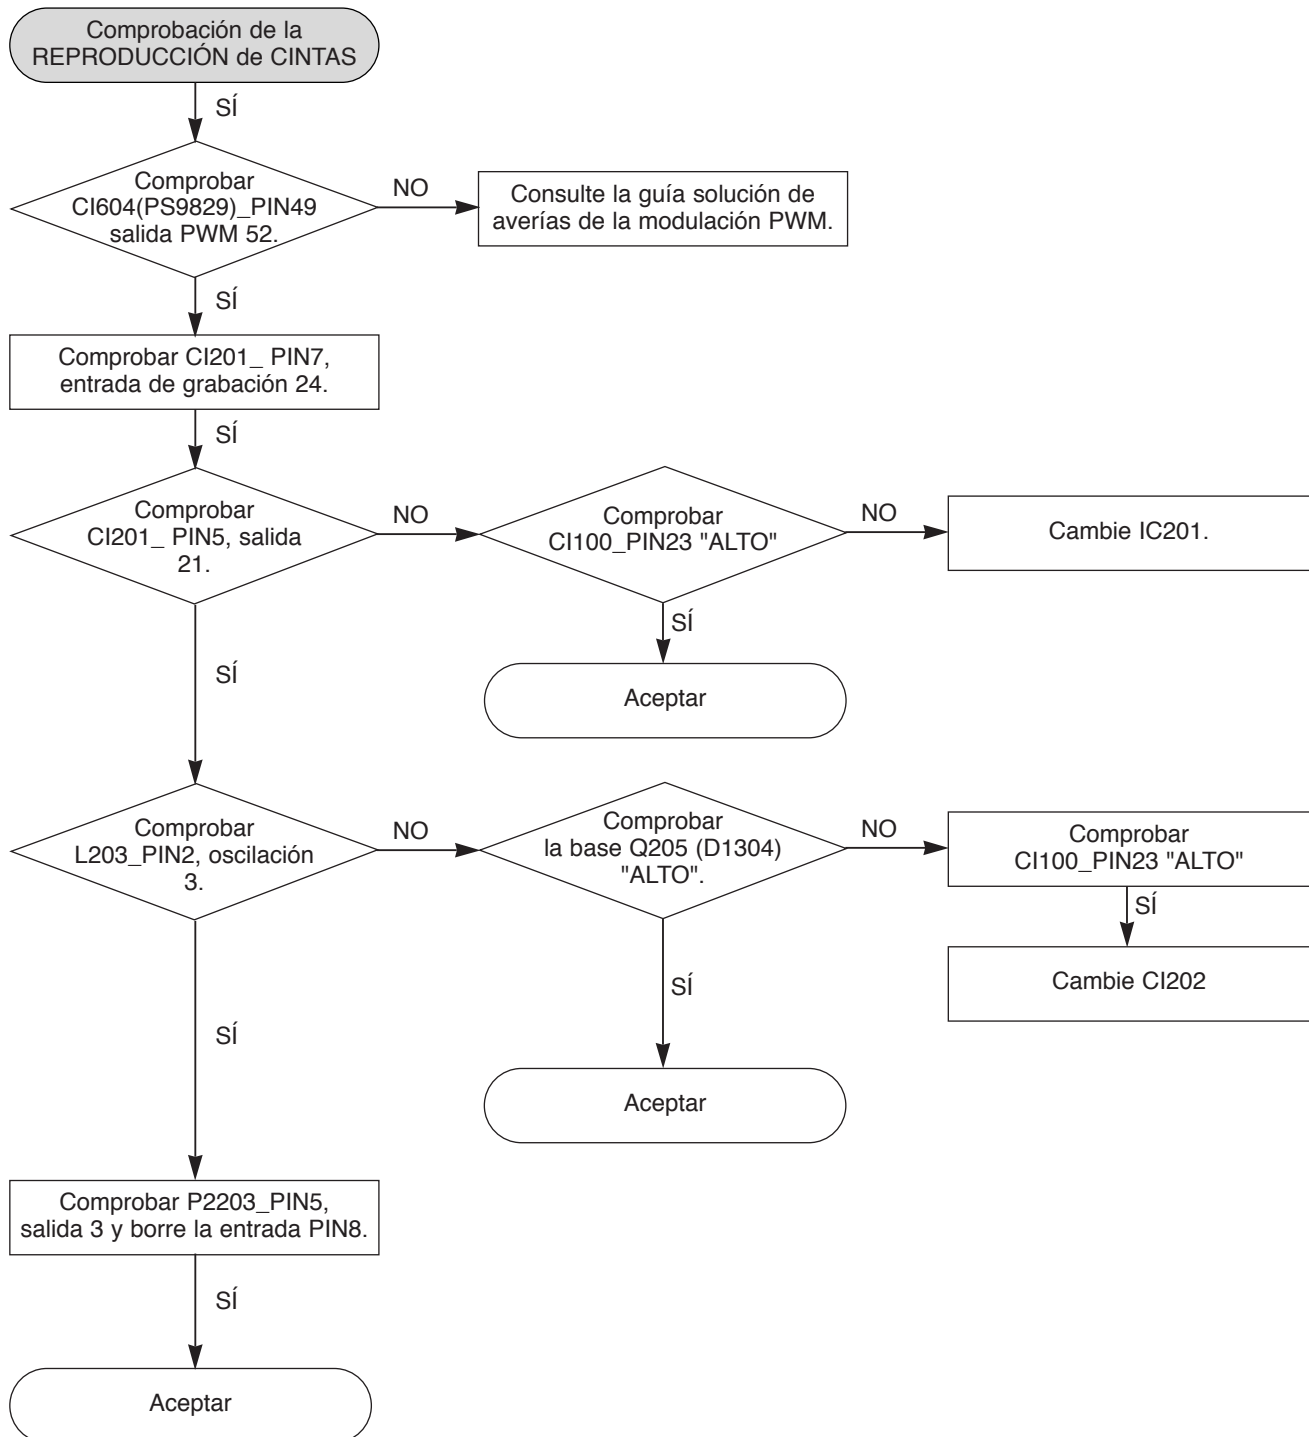 Comprobación de la
REPRODUCCIÓN de CINTAS
SÍ
Comprobar
CI604(PS9829)_PIN49
salida PWM 52.
NO
Consulte la guía solución de
averías de la modulación PWM.
SÍ
Comprobar CI201_ PIN7,
entrada de grabación 24.
SÍ
Comprobar
CI201_ PIN5, salida
21.
NO
Comprobar
CI100_PIN23 "ALTO"
NO
Cambie IC201.
SÍ
Aceptar
SÍ
Comprobar
L203_PIN2, oscilación
3.
NO
Comprobar
la base Q205 (D1304)
"ALTO".
NO
Comprobar
CI100_PIN23 "ALTO"
SÍ
Cambie CI202
SÍ
Aceptar
SÍ
Comprobar P2203_PIN5,
salida 3 y borre la entrada PIN8.
SÍ
Aceptar